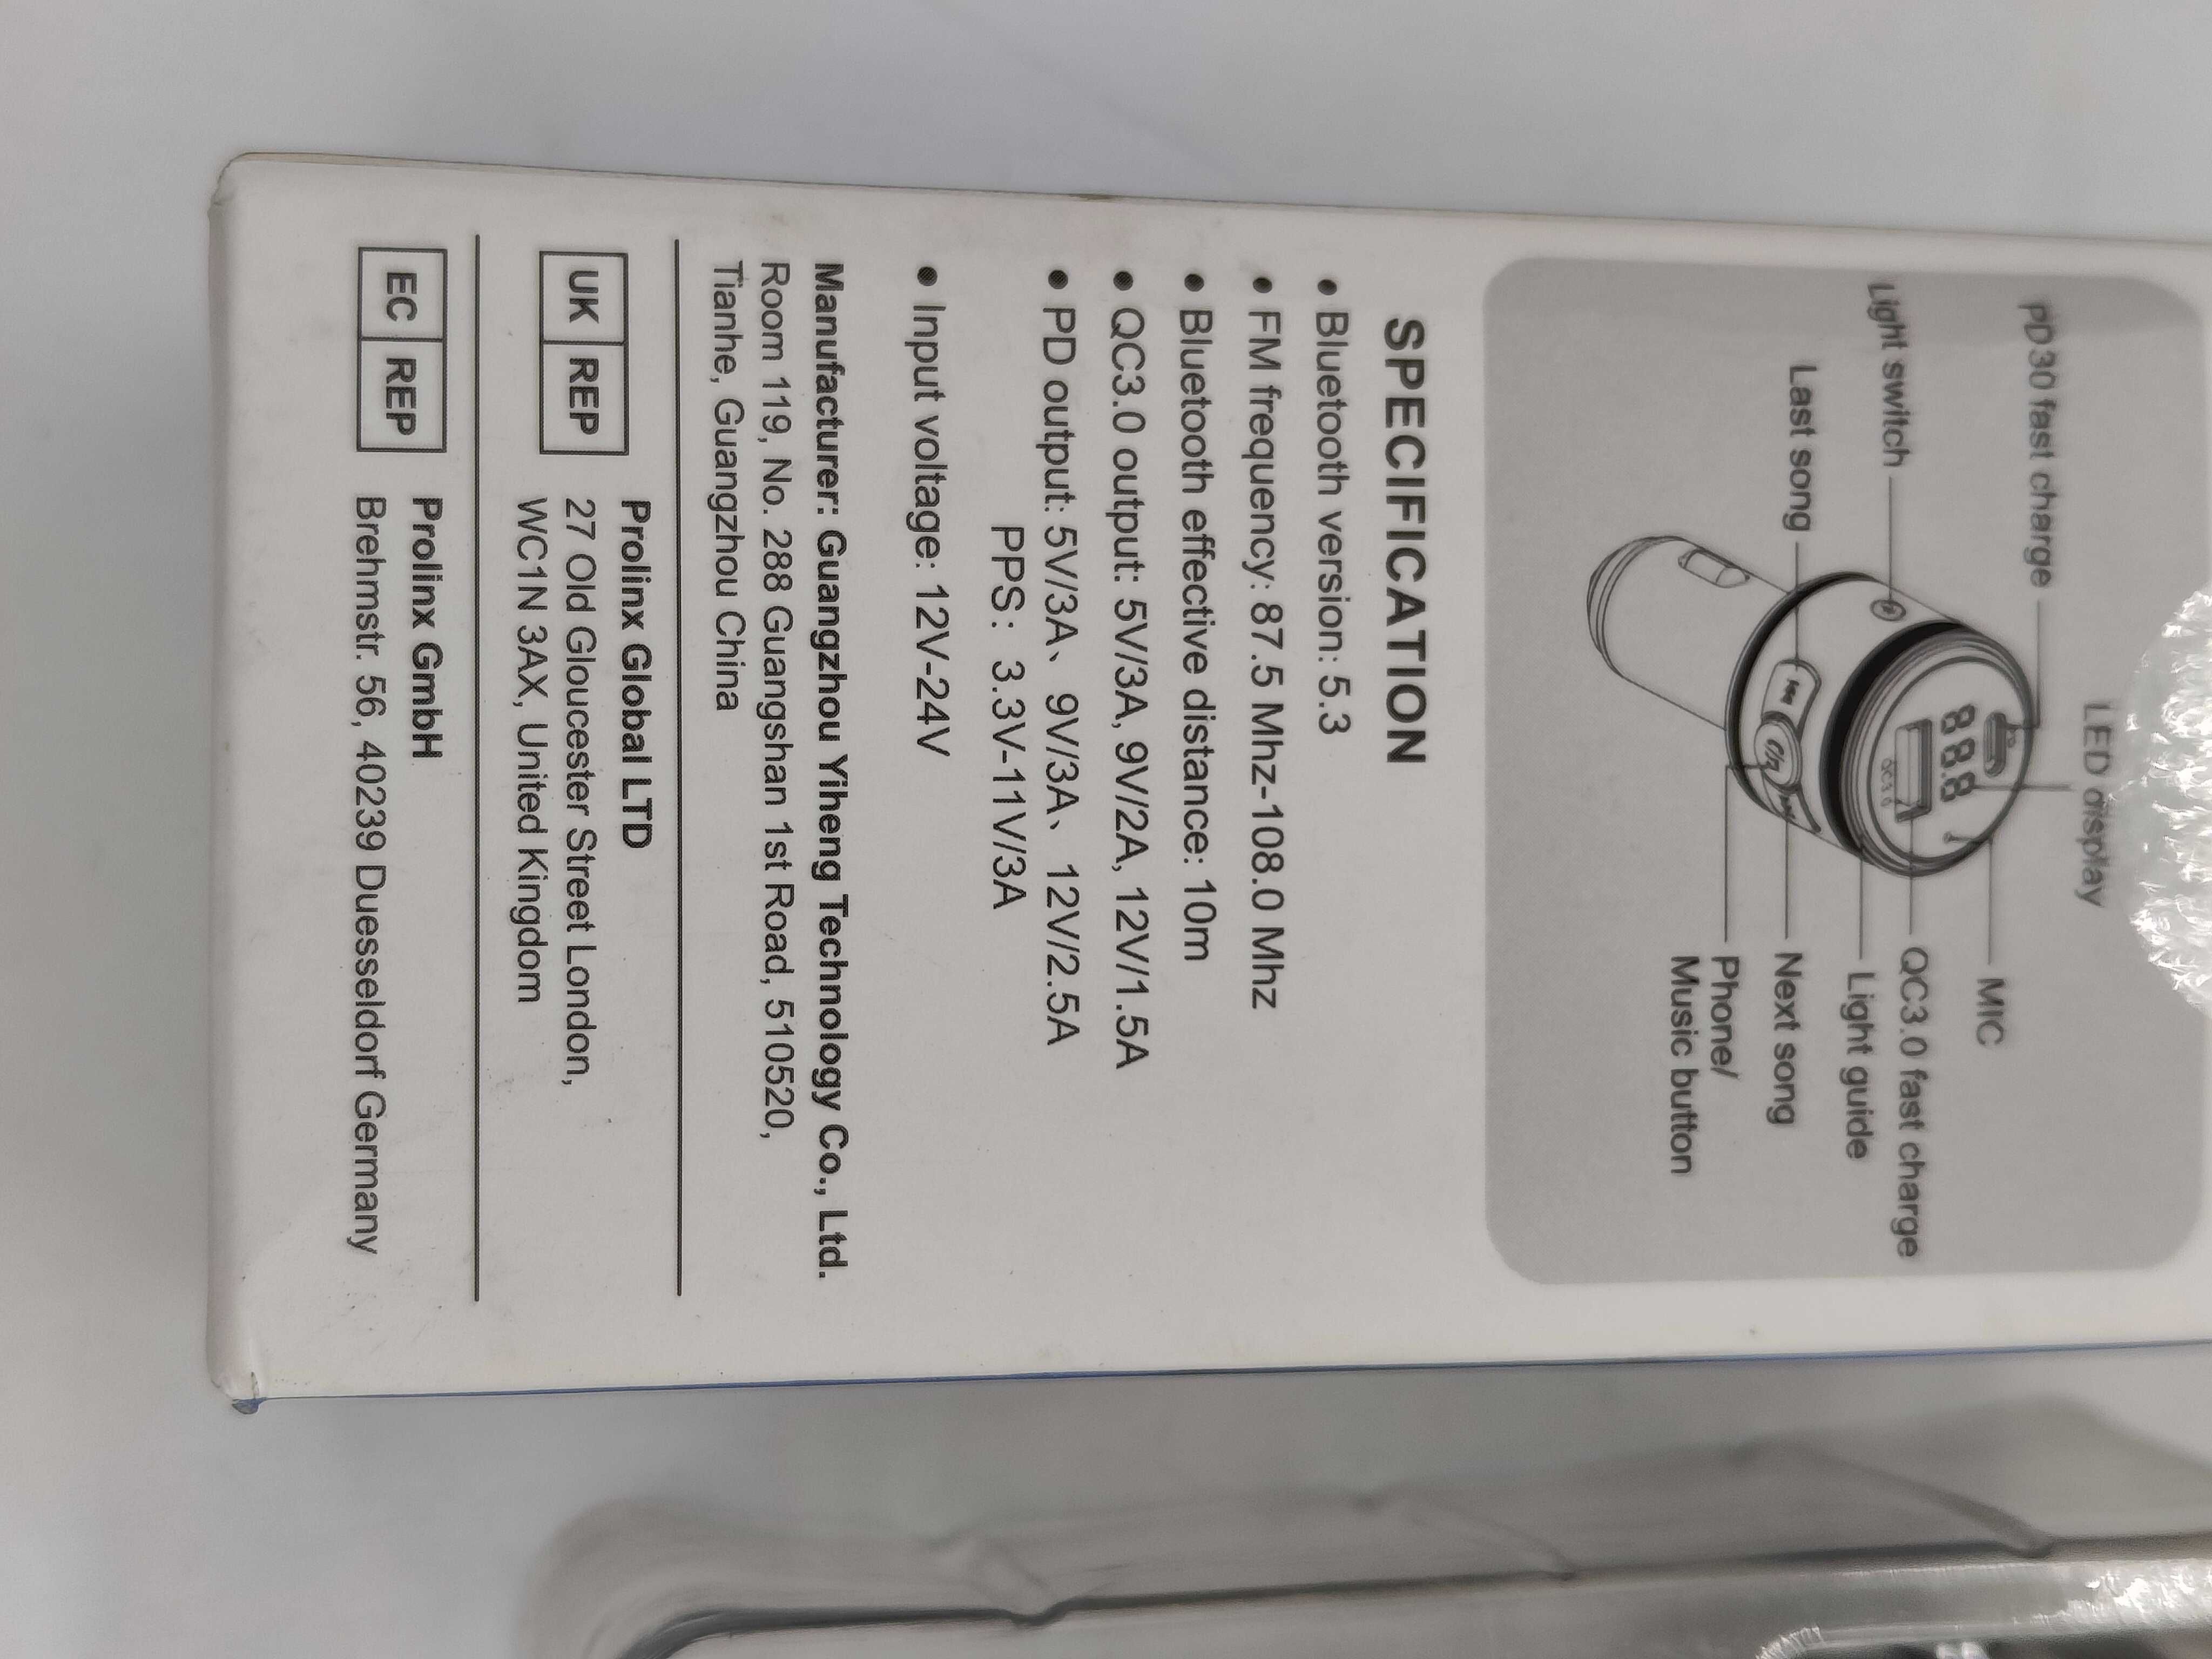 LED display
PD30 fast charge
MIC
QC3.0 fast charge
Light switch
Light guide
Last song
Next song
Phone/
Music button
8.8.8
QC3.0
SPECIFICATION
● Bluetooth version: 5.3
● FM frequency: 87.5 Mhz-108.0 Mhz
● Bluetooth effective distance: 10m
● QC3.0 output: 5V/3A, 9V/2A, 12V/1.5A
● PD output: 5V/3A、9V/3A、12V/2.5A
PPS：3.3V-11V/3A
● Input voltage: 12V-24V
Manufacturer: Guangzhou Yiheng Technology Co., Ltd.
Room 119, No. 288 Guangshan 1st Road, 510520,
Tianhe, Guangzhou China
UK REP
Prolinx Global LTD
27 Old Gloucester Street London,
WC1N 3AX, United Kingdom
EC REP
Prolinx GmbH
Brehmstr. 56, 40239 Duesseldorf Germany